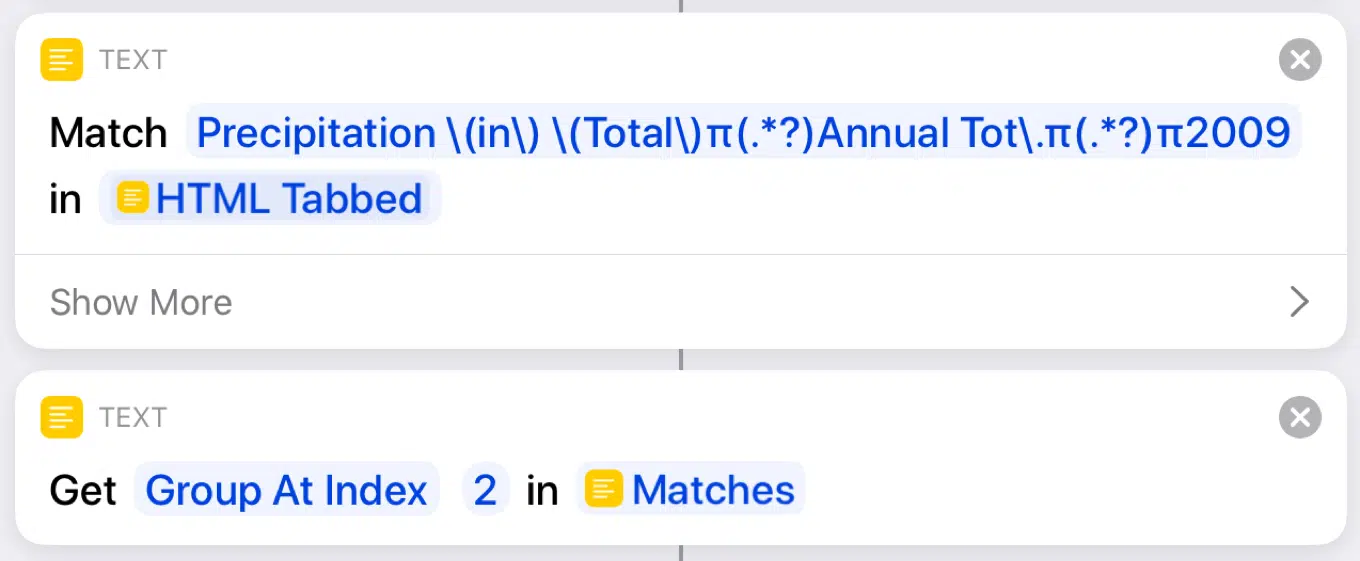 TEXT
Match Precipitation \(in\) \(Total\)π(.*?)Annual Tot\.π(.*?)π2009
in HTML Tabbed
Show More
TEXT
Get Group At Index 2 in Matches